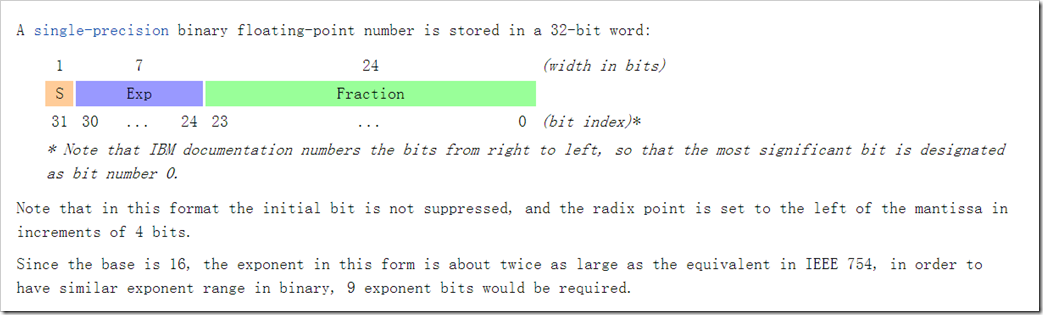 A single-precision binary floating-point number is stored in a 32-bit word:
1 7 24 (width in bits)
S Exp Fraction
31 30 ... 24 23 ... 0 (bit index)*
* Note that IBM documentation numbers the bits from right to left, so that the most significant bit is designated
as bit number 0.
Note that in this format the initial bit is not suppressed, and the radix point is set to the left of the mantissa in
increments of 4 bits.
Since the base is 16, the exponent in this form is about twice as large as the equivalent in IEEE 754, in order to
have similar exponent range in binary, 9 exponent bits would be required.